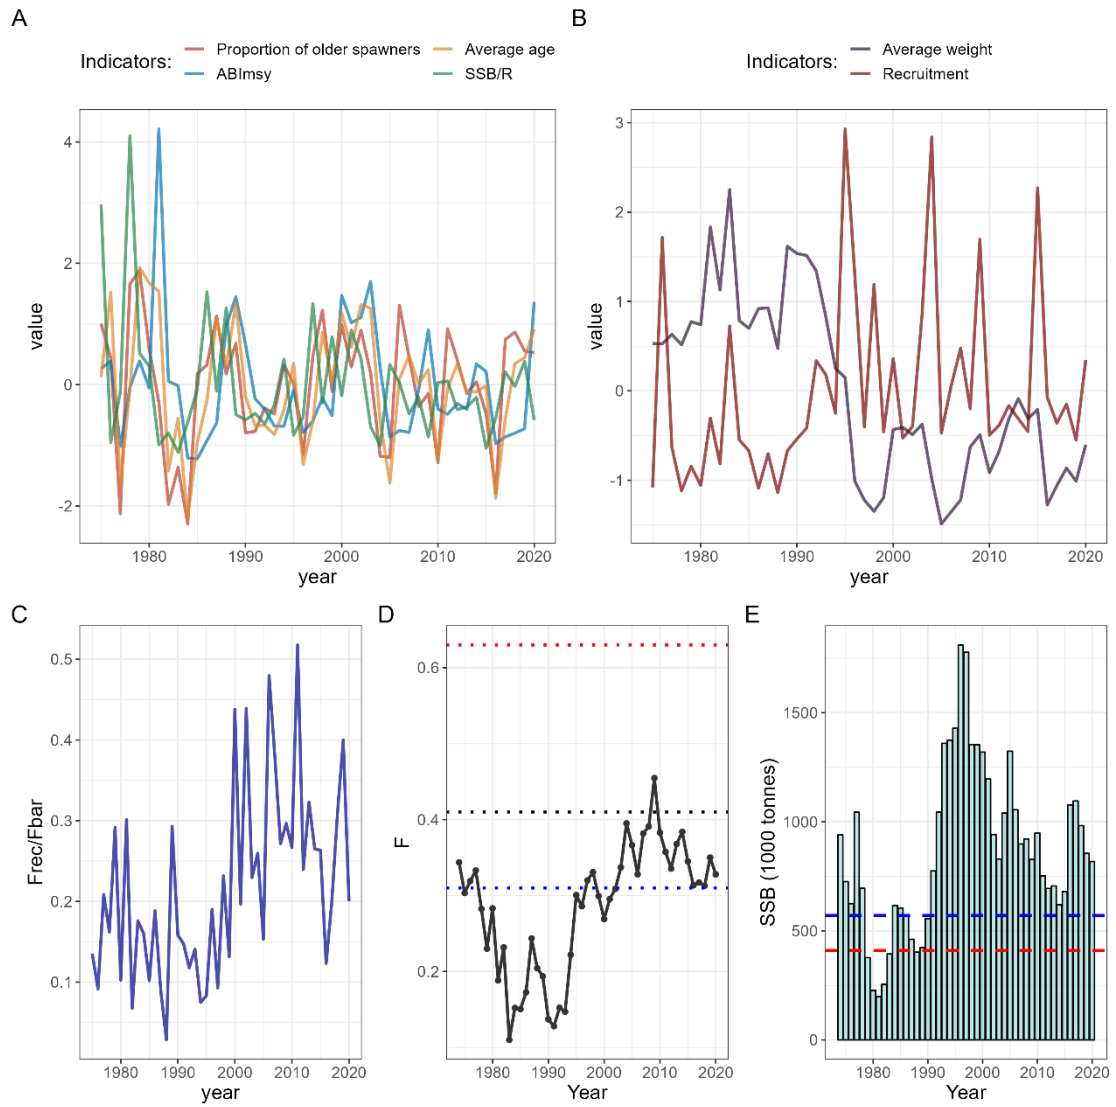 A
Indicators:
Proportion of older spawners
Average age
ABImsy
SSB/R
value
4
2
0
-2
1980
1990
2000
2010
2020
year
B
Indicators:
Average weight
Recruitment
value
3
2
1
0
-1
1980
1990
2000
2010
2020
year
C
Frec/Fbar
0.5
0.4
0.3
0.2
0.1
1980
1990
2000
2010
2020
year
D
F
0.6
0.4
0.2
1980
1990
2000
2010
2020
Year
E
SSB (1000 tonnes)
1500
1000
500
0
1980
1990
2000
2010
2020
Year